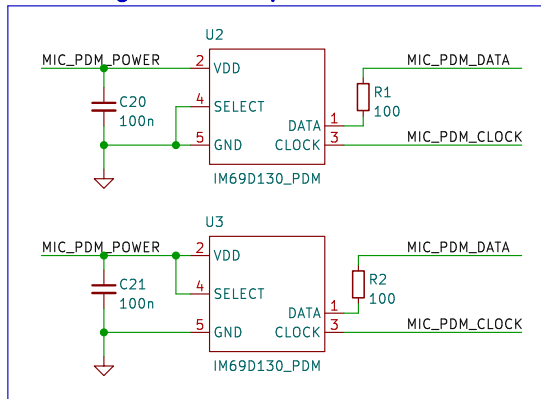 U2
MIC_PDM_POWER
2 VDD
MIC_PDM_DATA
C20
100n
4 SELECT
R1
100
DATA 1
5 GND
CLOCK 3
MIC_PDM_CLOCK
IM69D130_PDM
U3
MIC_PDM_POWER
2 VDD
MIC_PDM_DATA
C21
100n
4 SELECT
R2
100
DATA 1
5 GND
CLOCK 3
MIC_PDM_CLOCK
IM69D130_PDM